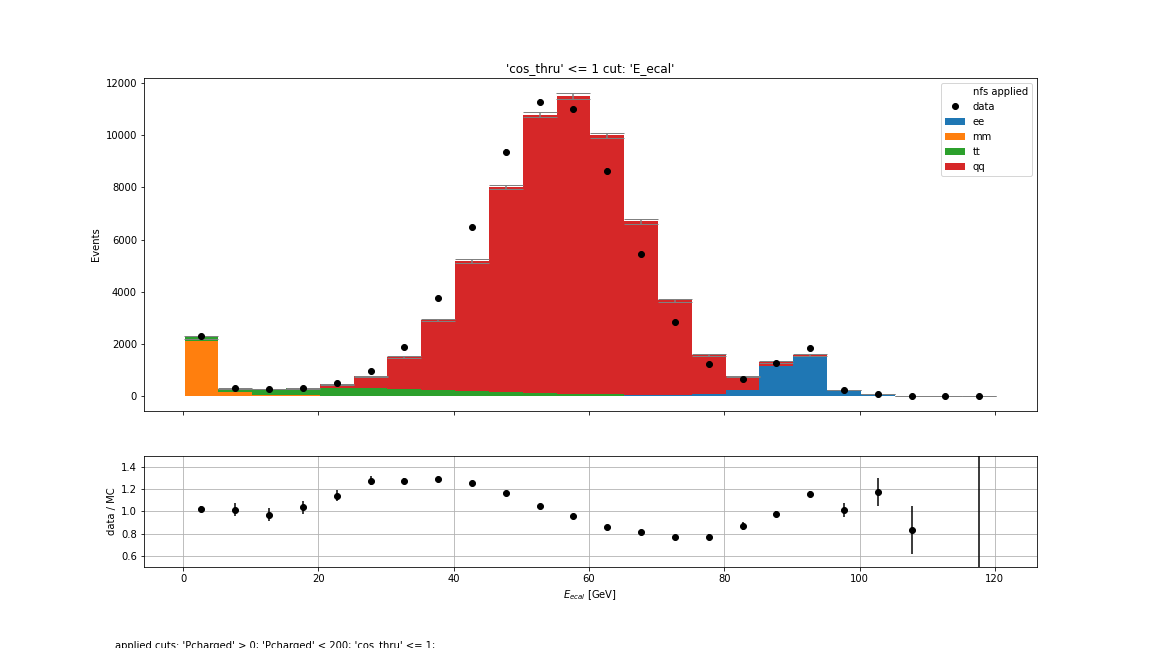 'cos_thru' <= 1 cut: 'E_ecal'
12000
10000
8000
6000
4000
2000
0
Events
nfs applied
data
ee
mm
tt
qq
1.4
1.2
1.0
0.8
0.6
data / MC
0 20 40 60 80 100 120
E_ecal [GeV]
applied cuts: 'Pcharged' > 0; 'Pcharged' < 200; 'cos_thru' <= 1;